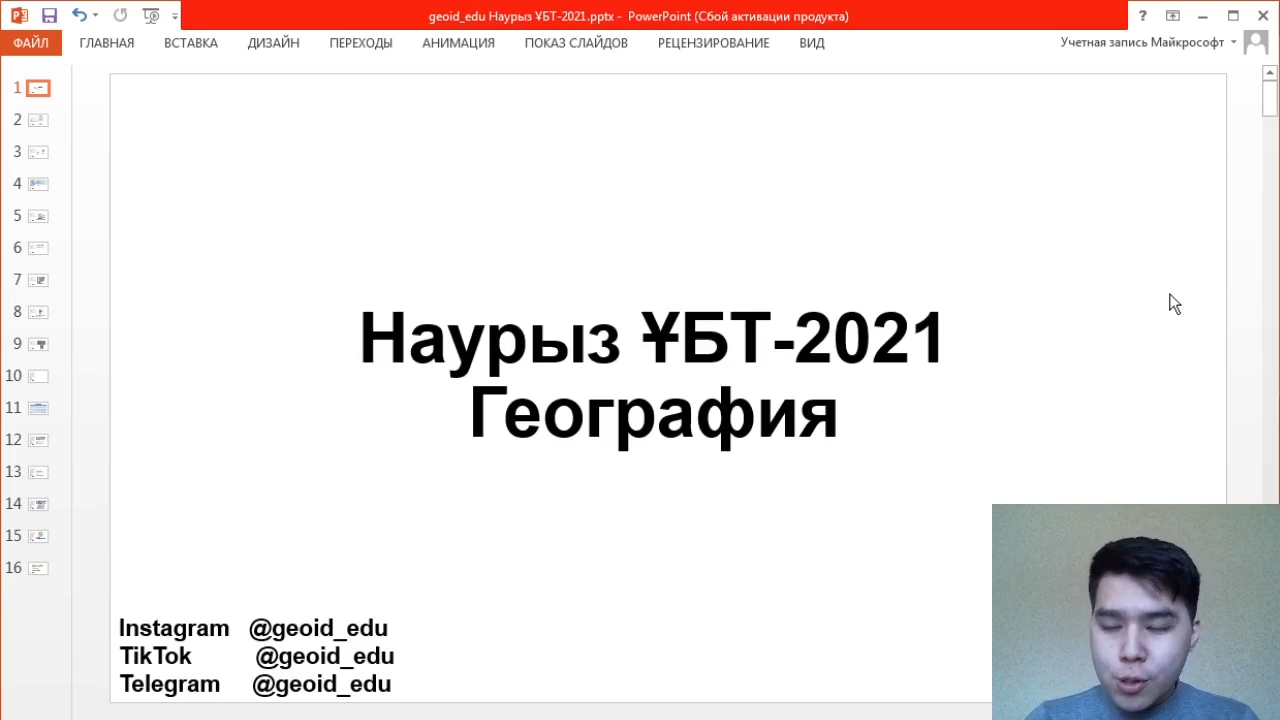 geoid_edu Наурыз ҰБТ-2021.pptx - PowerPoint (Сбой активации продукта)
ФАЙЛ ГЛАВНАЯ ВСТАВКА ДИЗАЙН ПЕРЕХОДЫ АНИМАЦИЯ ПОКАЗ СЛАЙДОВ РЕЦЕНЗИРОВАНИЕ ВИД Учетная запись Майкрософт
1
2
3
4
5
6
7
8
9
10
11
12
13
14
15
16
Наурыз ҰБТ-2021
География
Instagram @geoid_edu
TikTok @geoid_edu
Telegram @geoid_edu